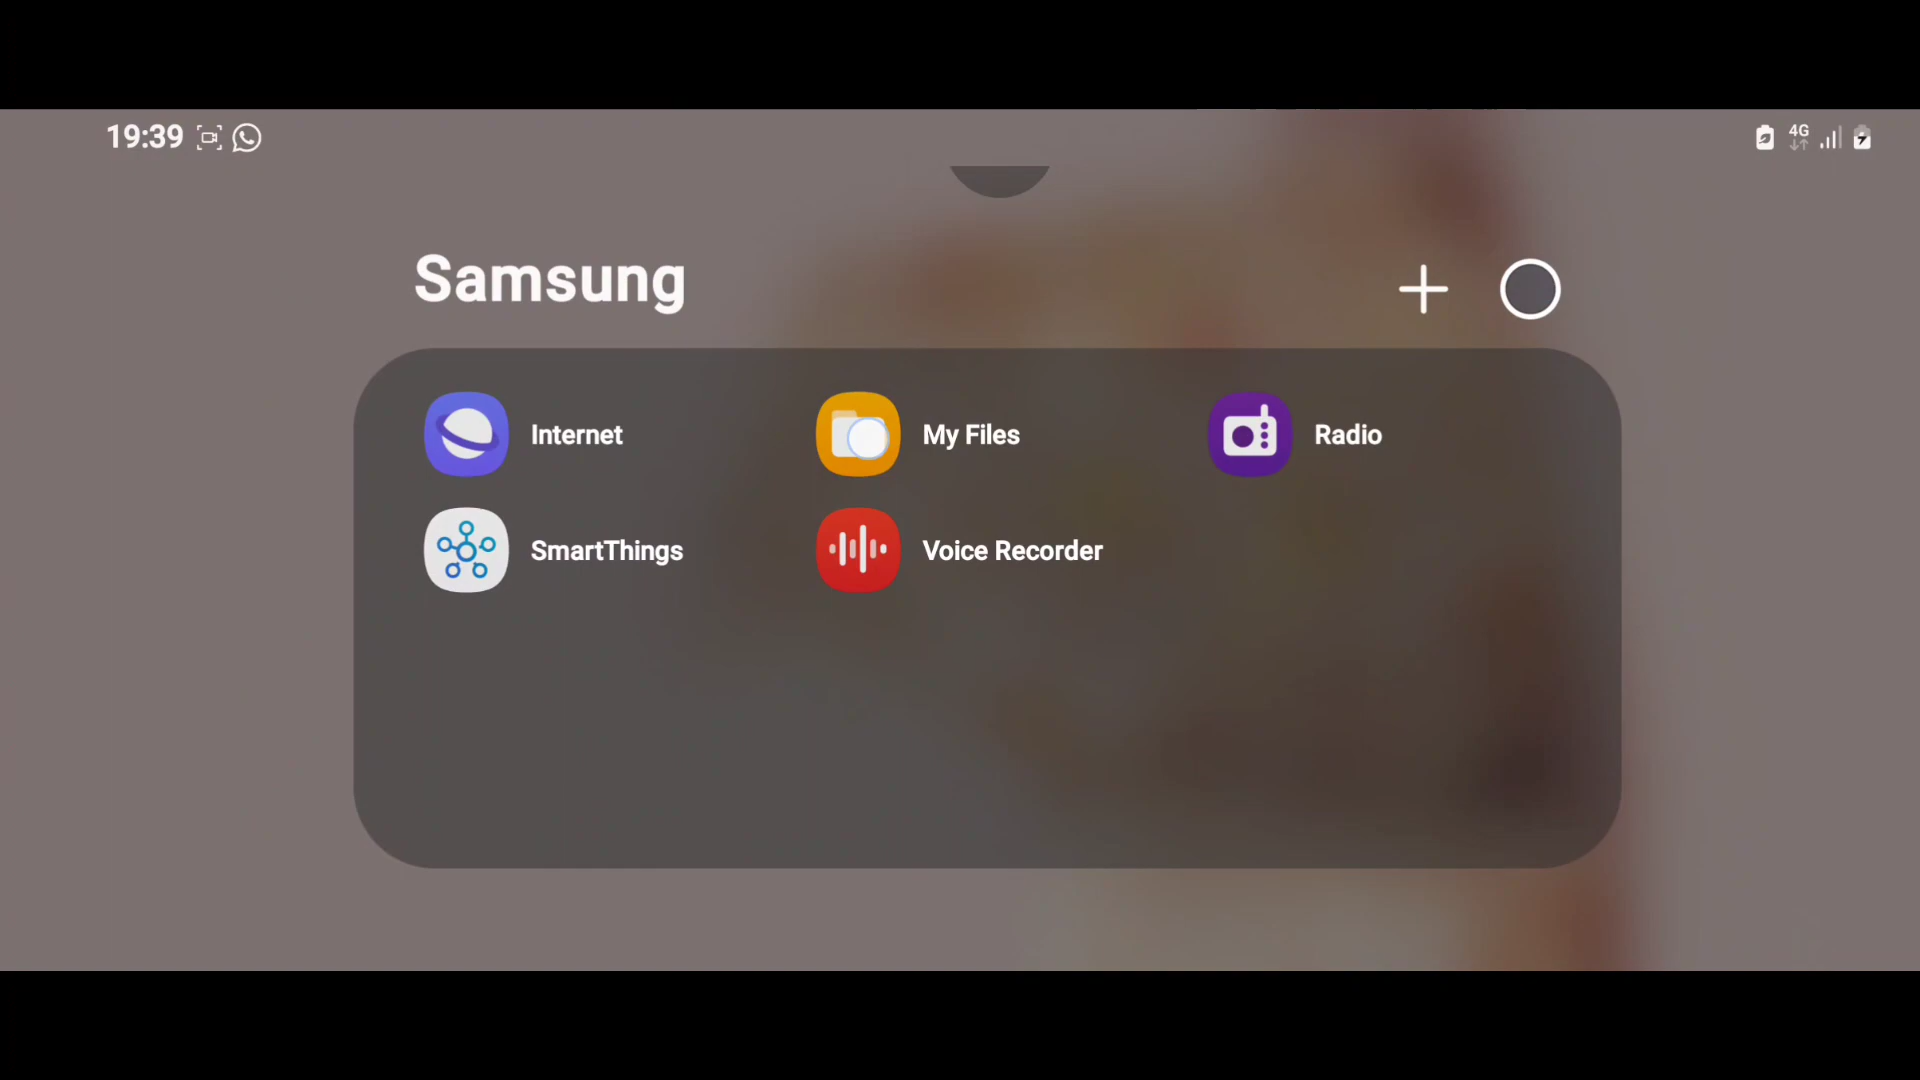 19:39
4G
Samsung
Internet
My Files
Radio
SmartThings
Voice Recorder